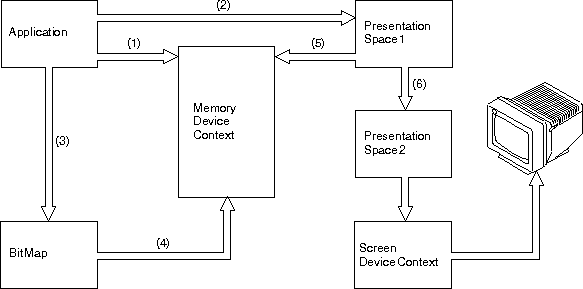 (2)
Application
Presentation
Space 1
(1)
(5)
Memory
Device
Context
(6)
(3)
Presentation
Space 2
BitMap
(4)
Screen
Device Context